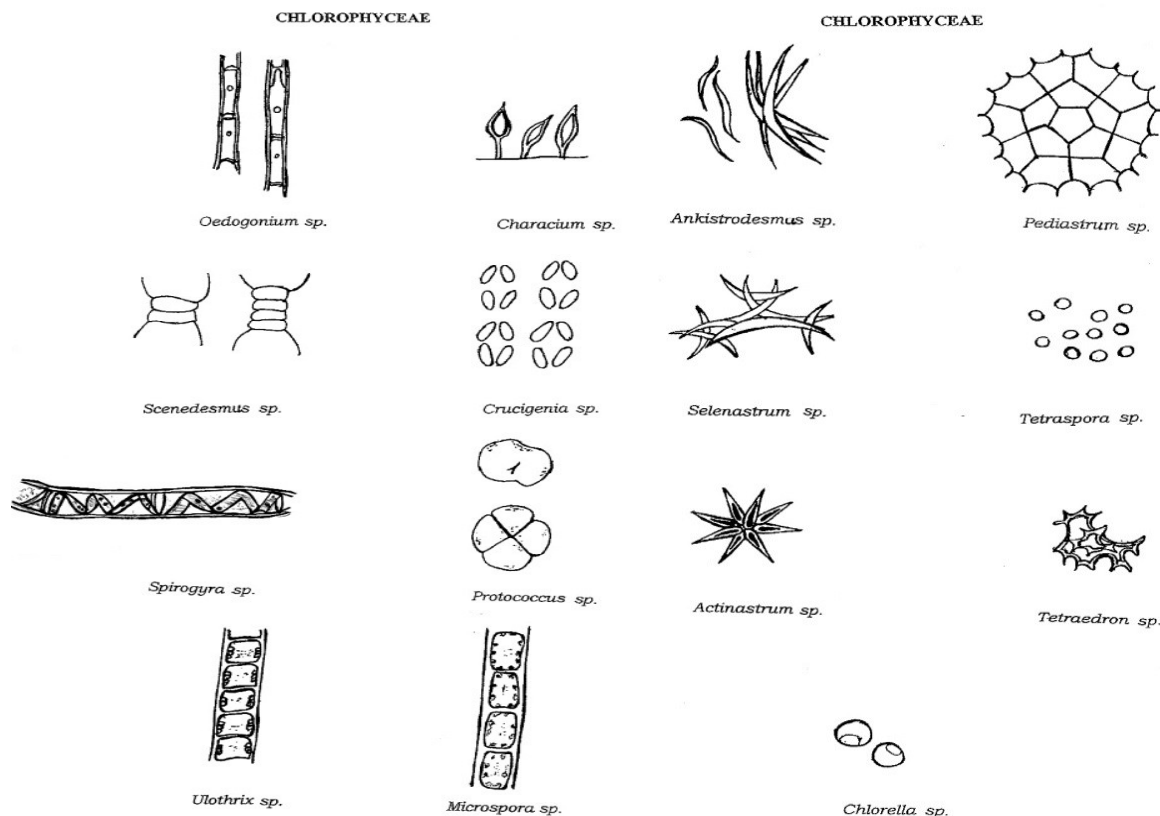 CHLOROPHYCEAE
CHLOROPHYCEAE
Oedogonium sp.
Characium sp.
Ankistrodesmus sp.
Pediastrum sp.
Scenedesmus sp.
Crucigenia sp.
Selenastrum sp.
Tetraspora sp.
Spirogyra sp.
Protococcus sp.
Actinastrum sp.
Tetraedron sp.
Ulothrix sp.
Microspora sp.
Chlorella sp.